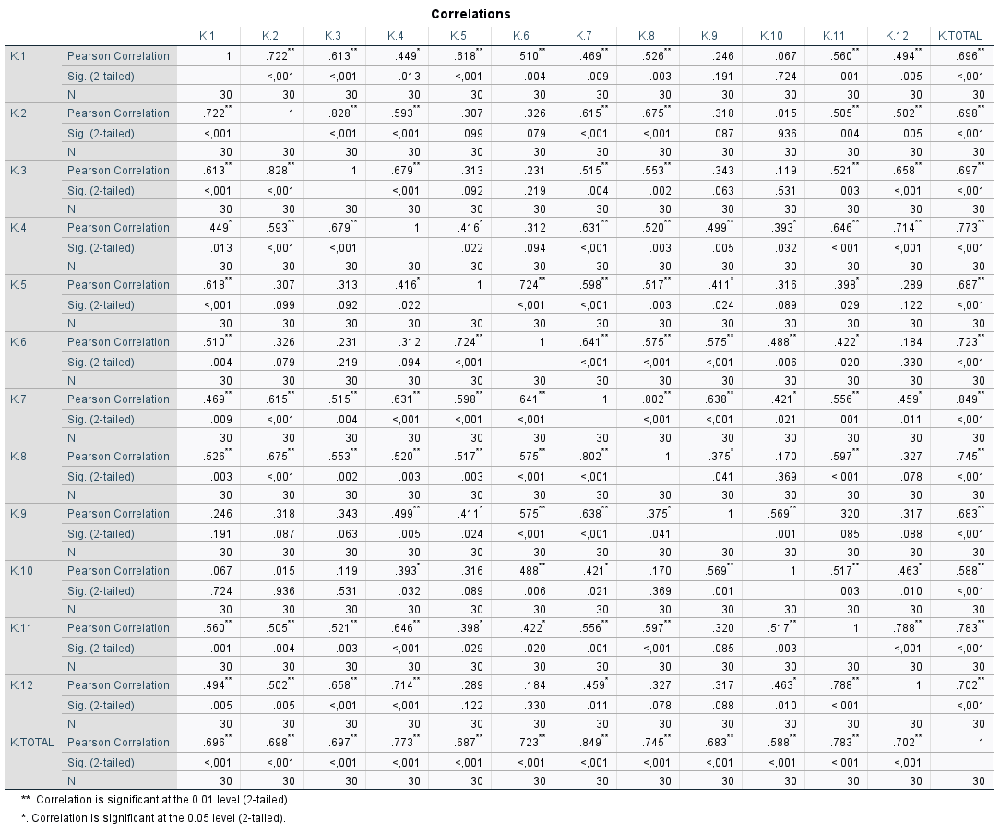 Correlations
K.1 K.2 K.3 K.4 K.5 K.6 K.7 K.8 K.9 K.10 K.11 K.12 K.TOTAL
K.1 Pearson Correlation 1 .722** .613** .449* .618** .510** .469** .526** .246 .067 .560** .494** .696**
Sig. (2-tailed) <,001 <,001 .013 <,001 .004 .009 .003 .191 .724 .001 .005 <,001
N 30 30 30 30 30 30 30 30 30 30 30 30 30
K.2 Pearson Correlation .722** 1 .828** .593** .307 .326 .615** .675** .318 .015 .505** .502** .698**
Sig. (2-tailed) <,001 <,001 <,001 .099 .079 <,001 <,001 .087 .936 .004 .005 <,001
N 30 30 30 30 30 30 30 30 30 30 30 30 30
K.3 Pearson Correlation .613** .828** 1 .679** .313 .231 .515** .553** .343 .119 .521** .658** .697**
Sig. (2-tailed) <,001 <,001 <,001 .092 .219 .004 .002 .063 .531 .003 <,001 <,001
N 30 30 30 30 30 30 30 30 30 30 30 30 30
K.4 Pearson Correlation .449* .593** .679** 1 .416* .312 .631** .520** .499** .393* .646** .714** .773**
Sig. (2-tailed) .013 <,001 <,001 .022 .094 <,001 .003 .005 .032 <,001 <,001 <,001
N 30 30 30 30 30 30 30 30 30 30 30 30 30
K.5 Pearson Correlation .618** .307 .313 .416* 1 .724** .598** .517** .411* .316 .398* .289 .687**
Sig. (2-tailed) <,001 .099 .092 .022 <,001 <,001 .003 .024 .089 .029 .122 <,001
N 30 30 30 30 30 30 30 30 30 30 30 30 30
K.6 Pearson Correlation .510** .326 .231 .312 .724** 1 .641** .575** .575** .488** .422* .184 .723**
Sig. (2-tailed) .004 .079 .219 .094 <,001 <,001 <,001 <,001 .006 .020 .330 <,001
N 30 30 30 30 30 30 30 30 30 30 30 30 30
K.7 Pearson Correlation .469** .615** .515** .631** .598** .641** 1 .802** .638** .421* .556** .459* .849**
Sig. (2-tailed) .009 <,001 .004 <,001 <,001 <,001 <,001 <,001 .021 .001 .011 <,001
N 30 30 30 30 30 30 30 30 30 30 30 30 30
K.8 Pearson Correlation .526** .675** .553** .520** .517** .575** .802** 1 .375* .170 .597** .327 .745**
Sig. (2-tailed) .003 <,001 .002 .003 .003 <,001 <,001 .041 .369 <,001 .078 <,001
N 30 30 30 30 30 30 30 30 30 30 30 30 30
K.9 Pearson Correlation .246 .318 .343 .499** .411* .575** .638** .375* 1 .569** .320 .317 .683**
Sig. (2-tailed) .191 .087 .063 .005 .024 <,001 <,001 .041 .001 .085 .088 <,001
N 30 30 30 30 30 30 30 30 30 30 30 30 30
K.10 Pearson Correlation .067 .015 .119 .393* .316 .488** .421* .170 .569** 1 .517** .463* .588**
Sig. (2-tailed) .724 .936 .531 .032 .089 .006 .021 .369 .001 .003 .010 <,001
N 30 30 30 30 30 30 30 30 30 30 30 30 30
K.11 Pearson Correlation .560** .505** .521** .646** .398* .422* .556** .597** .320 .517** 1 .788** .783**
Sig. (2-tailed) .001 .004 .003 <,001 .029 .020 .001 <,001 .085 .003 <,001 <,001
N 30 30 30 30 30 30 30 30 30 30 30 30 30
K.12 Pearson Correlation .494** .502** .658** .714** .289 .184 .459* .327 .317 .463* .788** 1 .702**
Sig. (2-tailed) .005 .005 <,001 <,001 .122 .330 .011 .078 .088 .010 <,001 <,001
N 30 30 30 30 30 30 30 30 30 30 30 30 30
K.TOTAL Pearson Correlation .696** .698** .697** .773** .687** .723** .849** .745** .683** .588** .783** .702** 1
Sig. (2-tailed) <,001 <,001 <,001 <,001 <,001 <,001 <,001 <,001 <,001 <,001 <,001 <,001
N 30 30 30 30 30 30 30 30 30 30 30 30 30
**. Correlation is significant at the 0.01 level (2-tailed).
*. Correlation is significant at the 0.05 level (2-tailed).